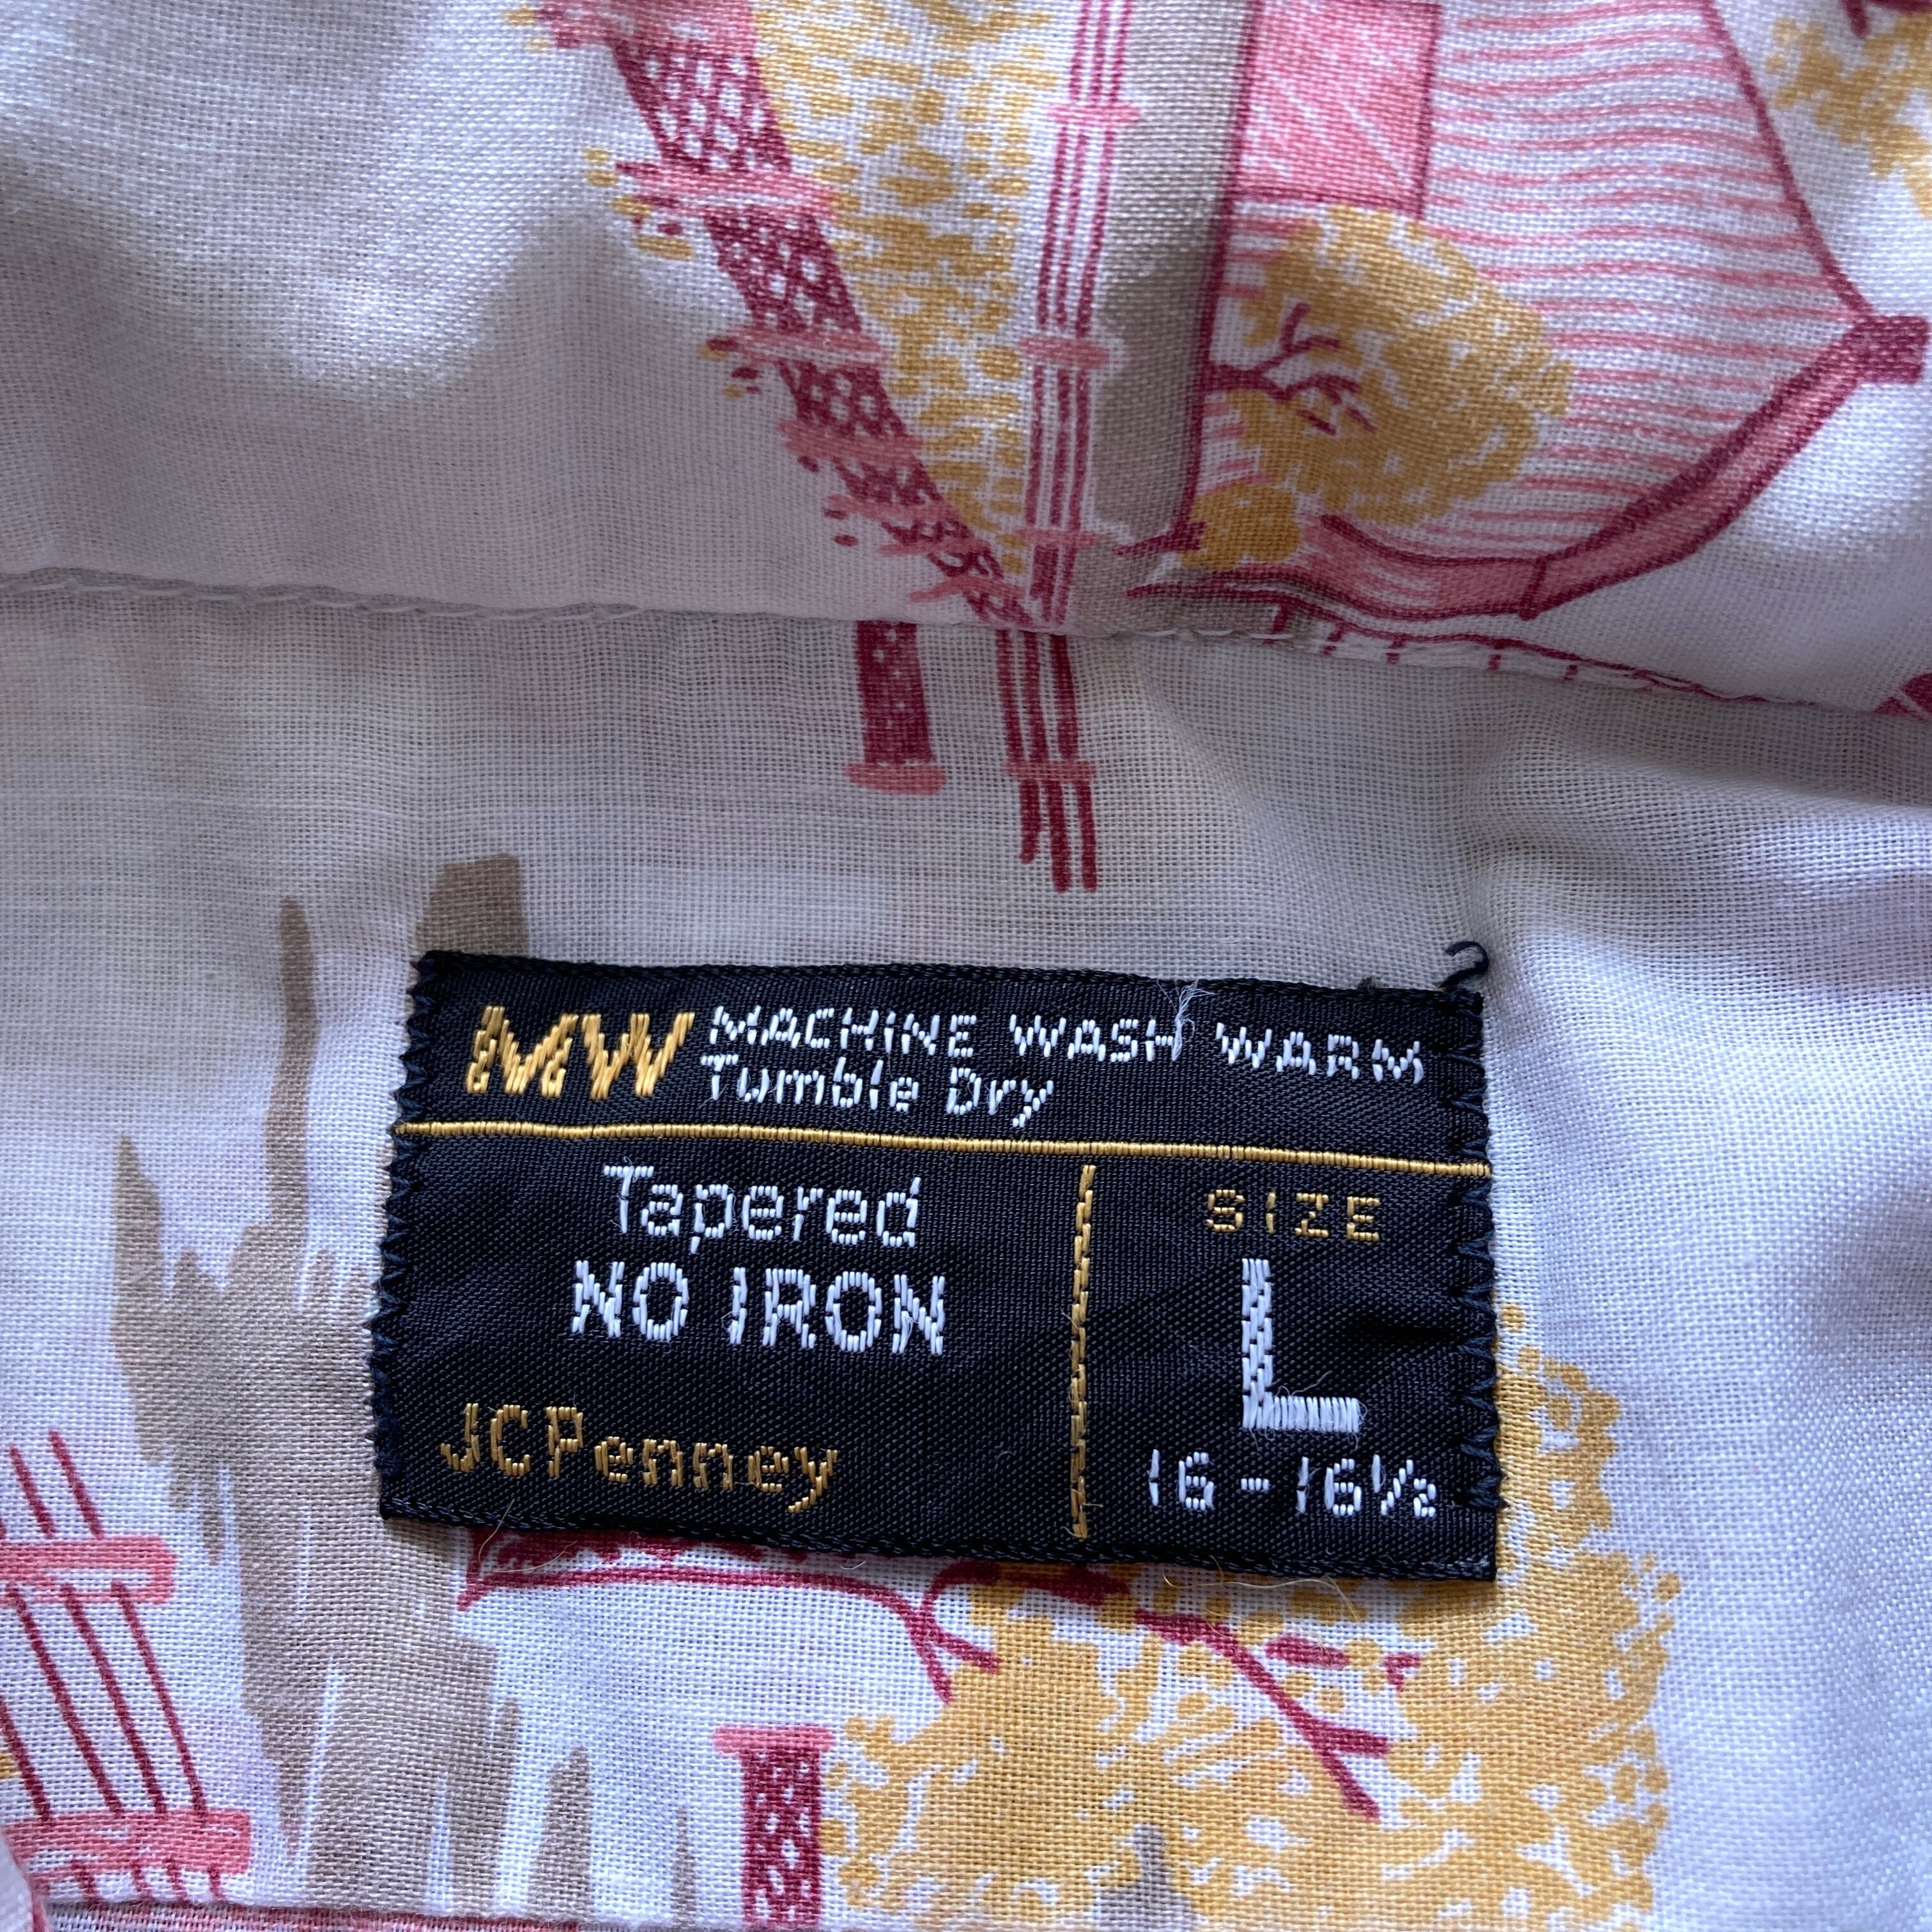 MW MACHINE WASH WARM
Tumble Dry
Tapered
NO IRON
JCPenney
SIZE
L
16-16½